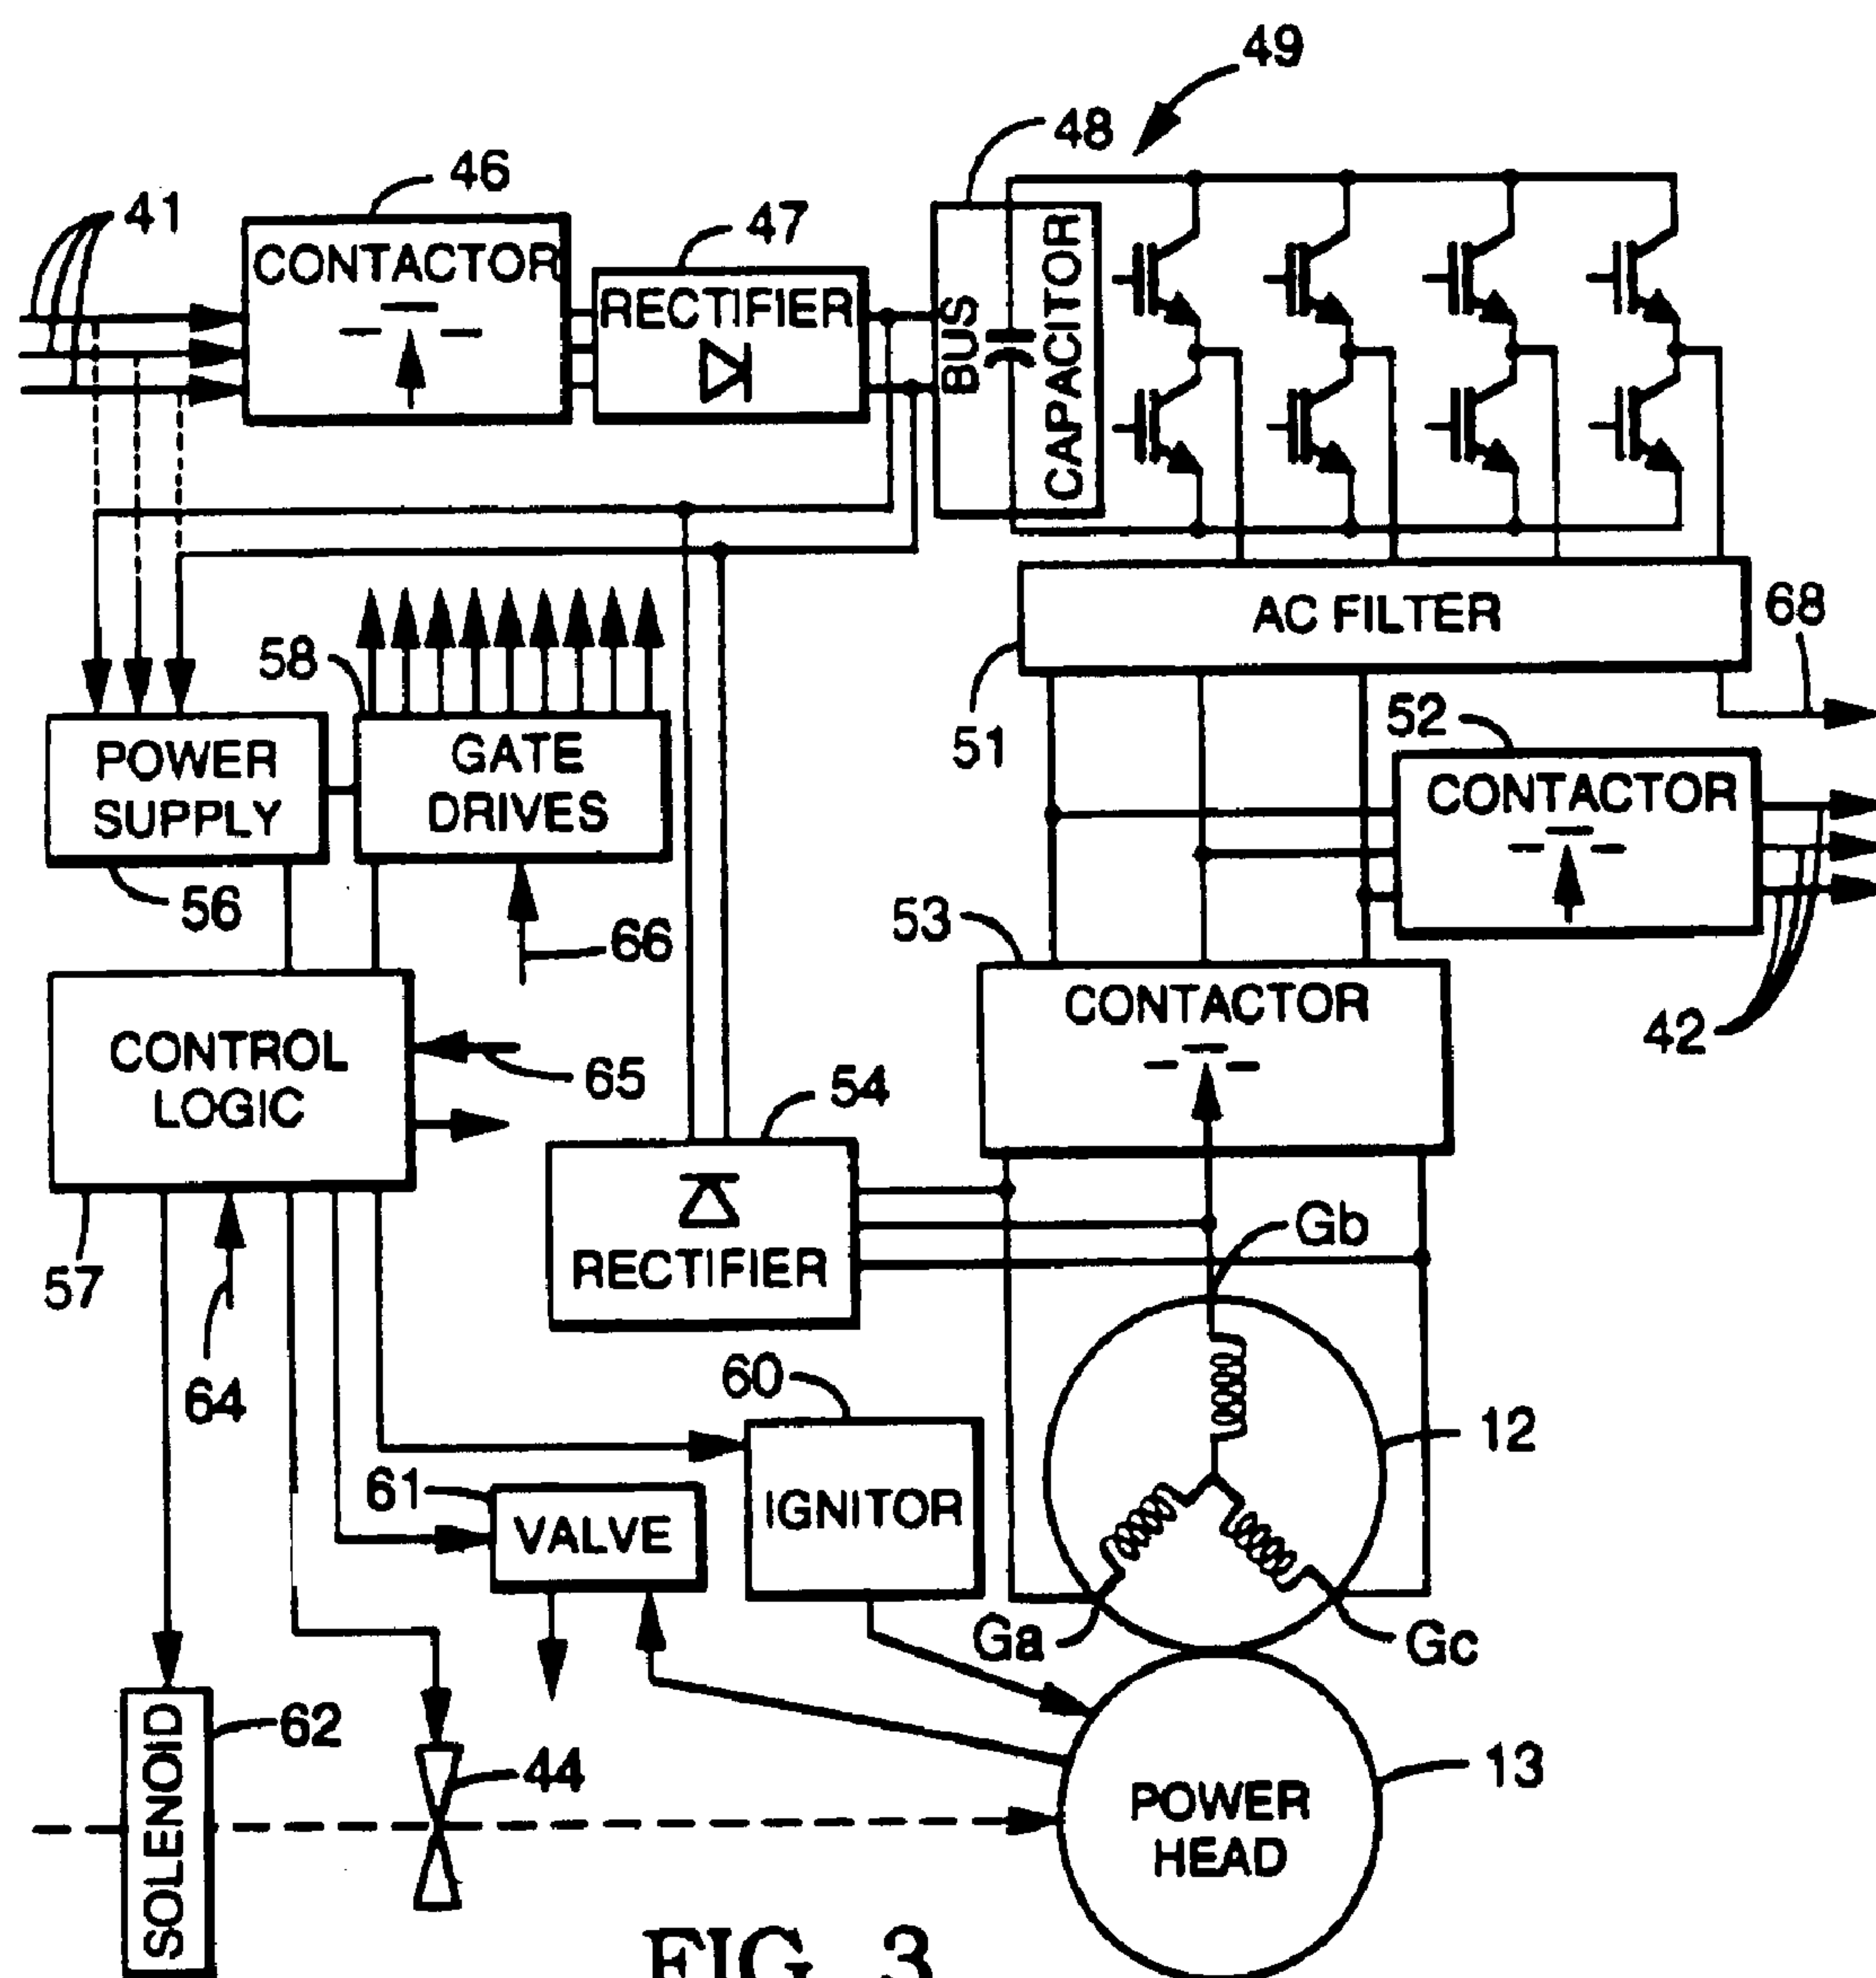 49
48
46
41
47
CONTACTOR
RECTIFIER
BUS
CAPACITOR
AC FILTER
68
58
51
52
POWER
SUPPLY
GATE
DRIVES
CONTACTOR
56
53
66
42
CONTROL
LOGIC
CONTACTOR
65
54
57
64
RECTIFIER
Gb
60
12
61
VALVE
IGNITOR
Ga
Gc
SOLENOID
62
44
13
POWER
HEAD
FIG. 3